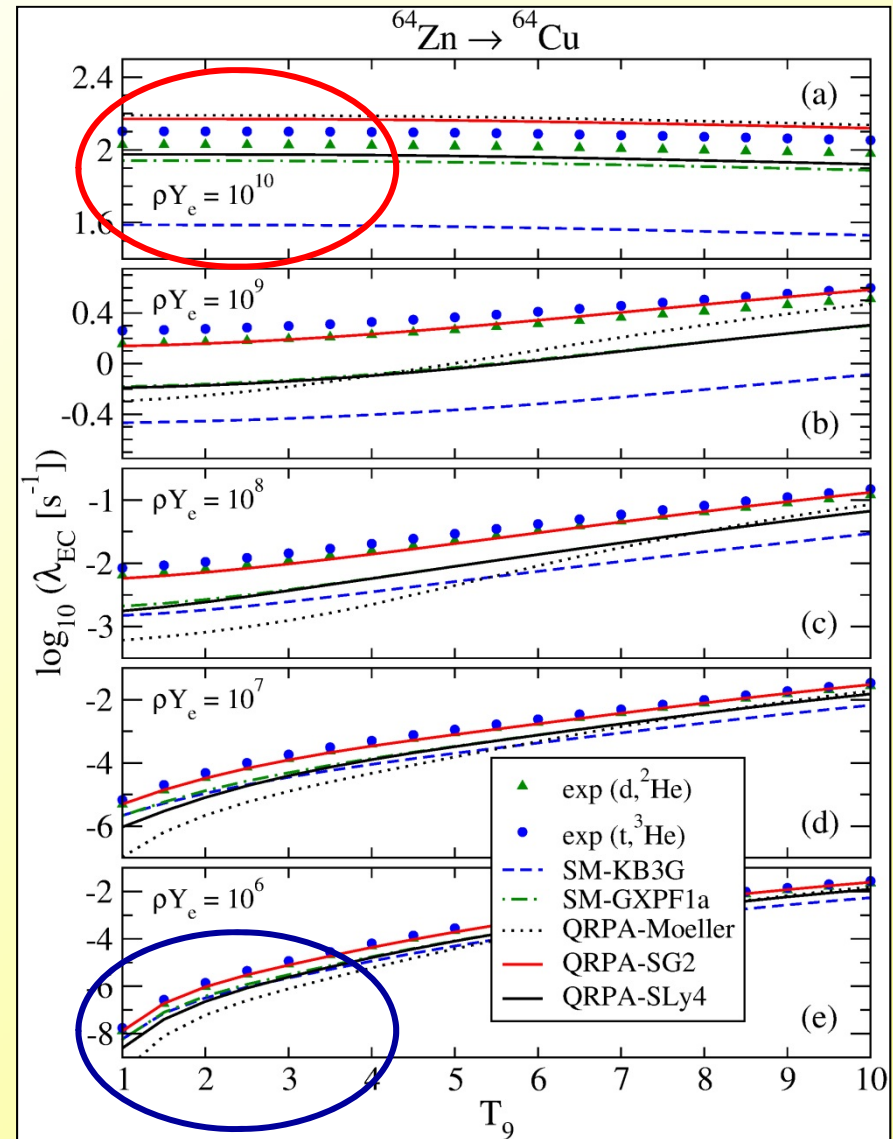 ⁶⁴Zn → ⁶⁴Cu
log₁₀ (λ_EC [s⁻¹])
2.4
2
1.6
(a)
ρY_e = 10¹⁰
0.4
0
-0.4
ρY_e = 10⁹
(b)
-1
-2
-3
ρY_e = 10⁸
(c)
-2
-4
-6
ρY_e = 10⁷
(d)
-2
-4
-6
-8
ρY_e = 10⁶
(e)
exp (d,²He)
exp (t,³He)
SM-KB3G
SM-GXPF1a
QRPA-Moeller
QRPA-SG2
QRPA-SLy4
1 2 3 4 5 6 7 8 9 10
T₉